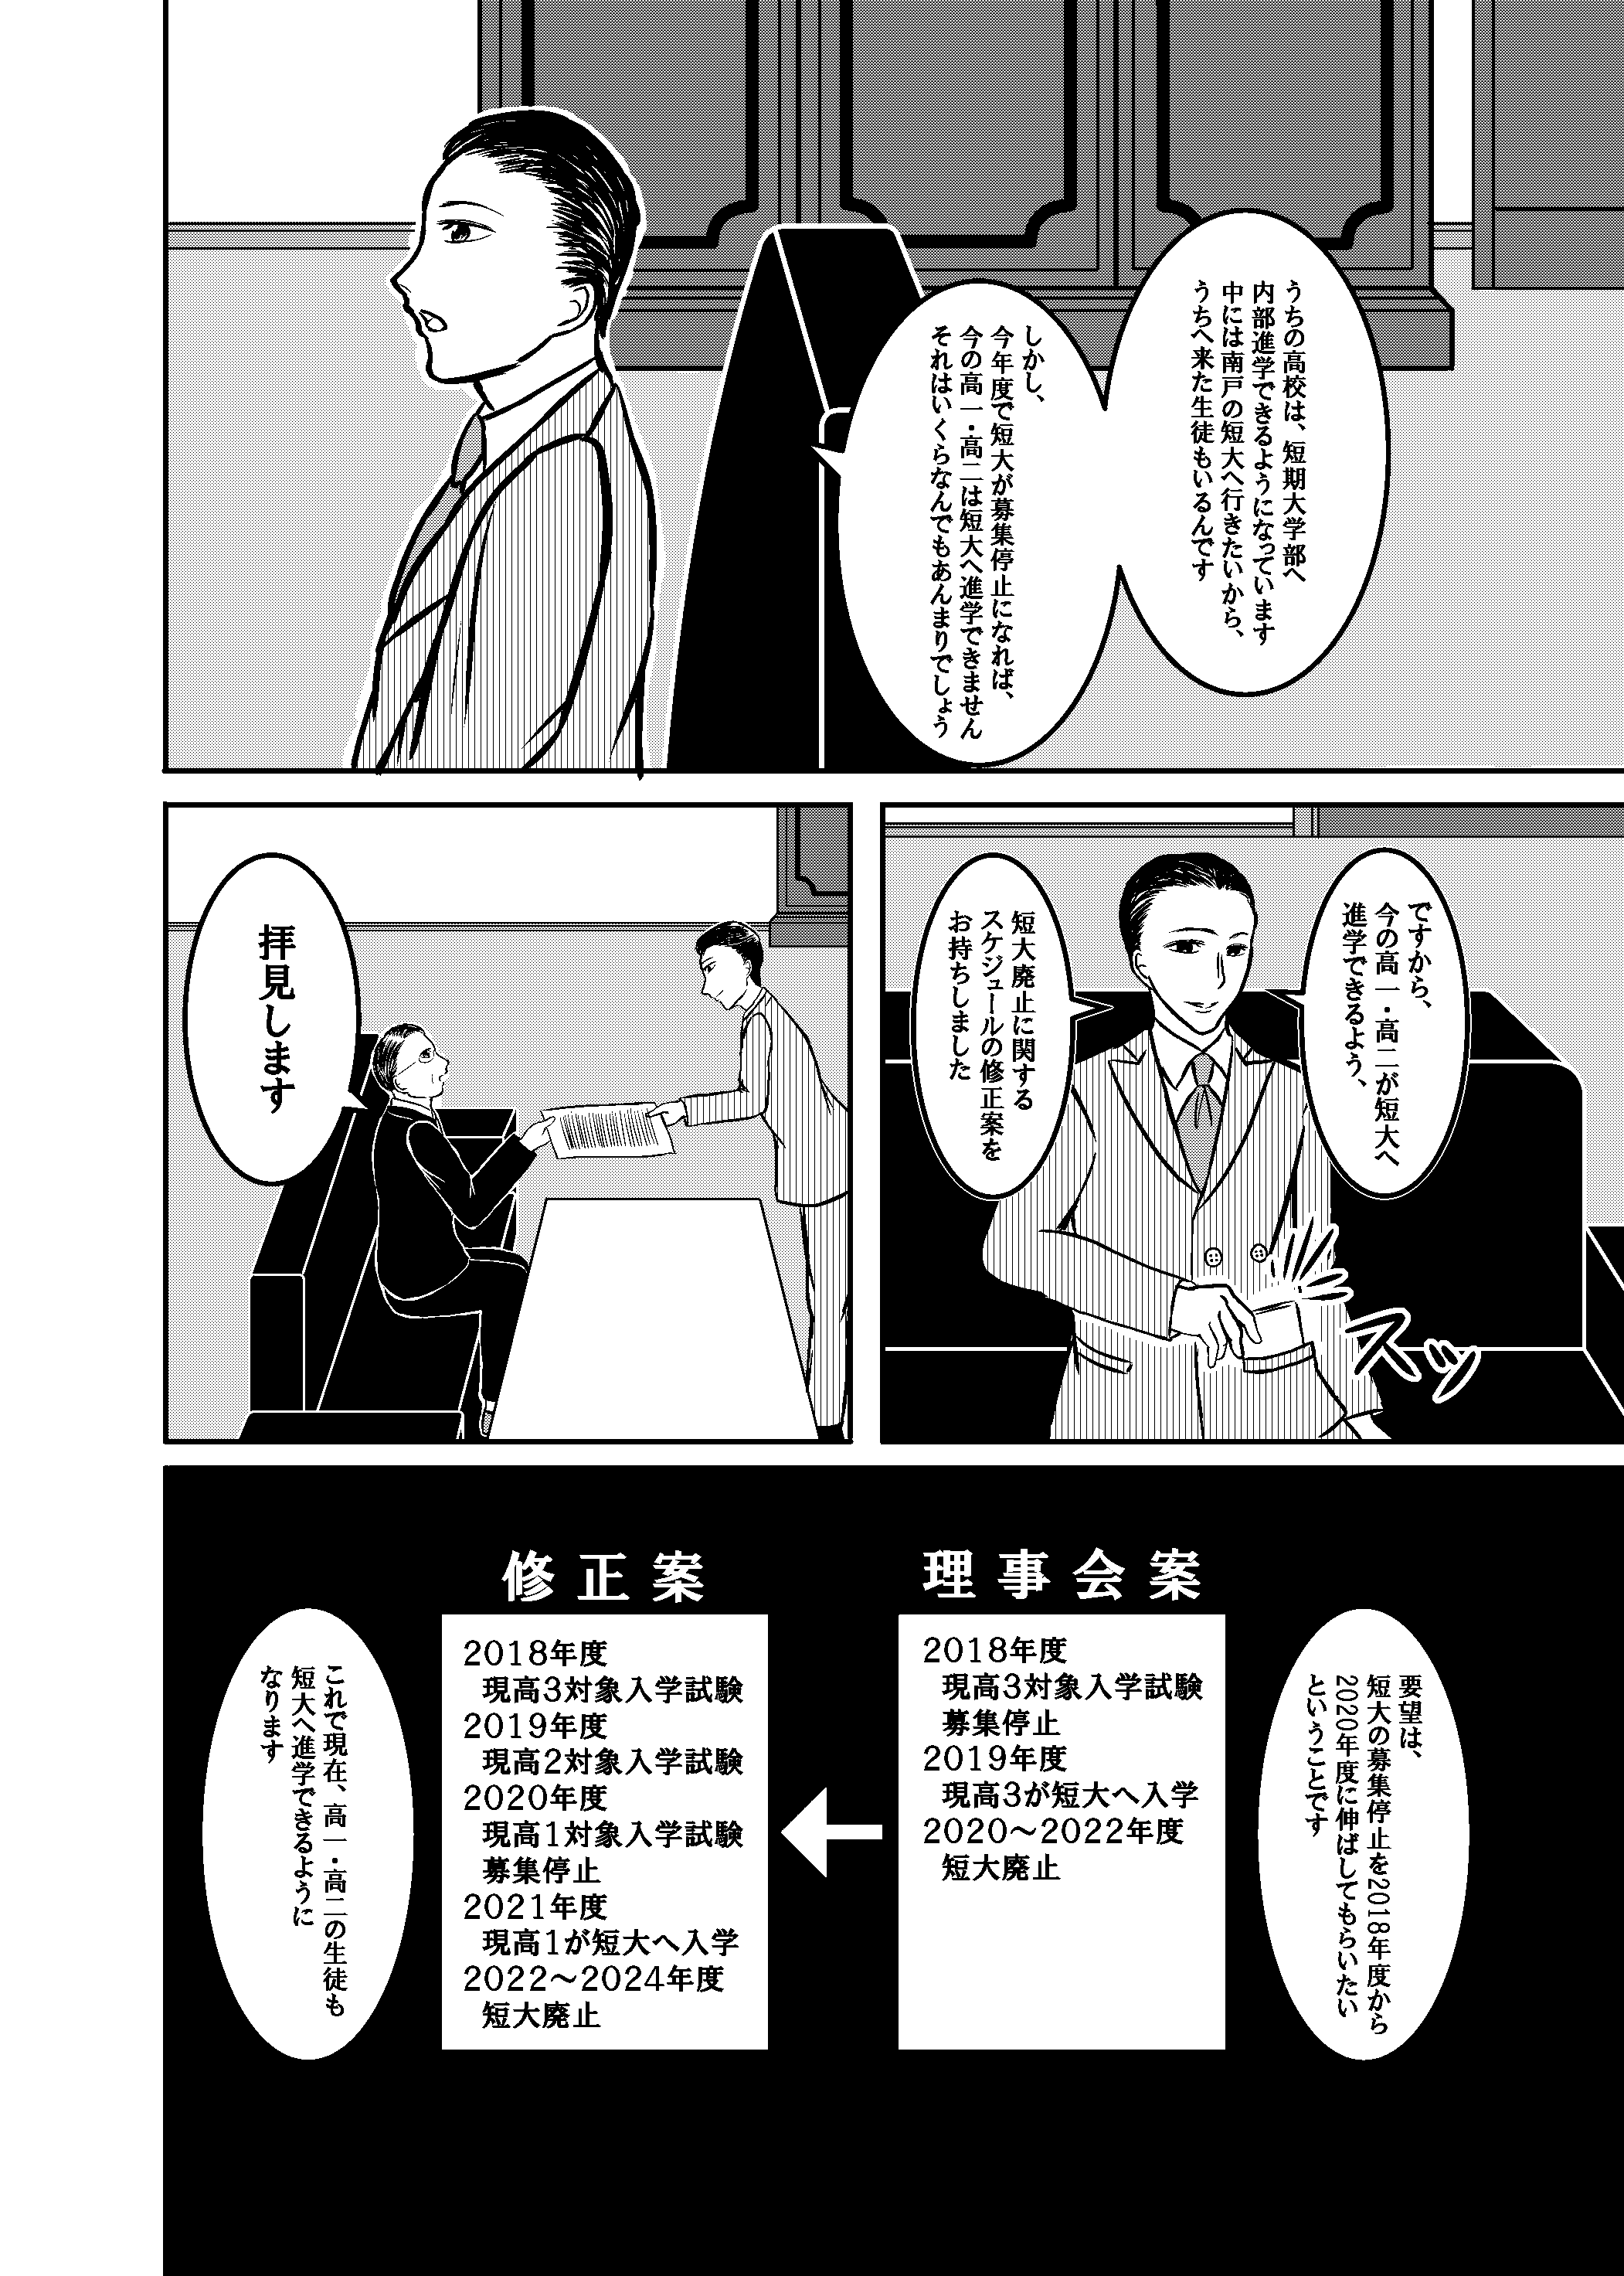 うちの高校は、短期大学部へ
内部進学できるようになっています
中には南戸の短大へ行きたいから、
うちへ来た生徒もいるんです
しかし、
今年度で短大が募集停止になれば、
今の高一・高二は短大へ進学できません
それはいくらなんでもあんまりでしょう
ですから、
今の高一・高二が短大へ
進学できるよう、
短大廃止に関する
スケジュールの修正案を
お持ちしました
スッ
拝見します
要望は、
短大の募集停止を2018年度から
2020年度に伸ばしてもらいたい
ということです
理事会案
2018年度
現高3対象入学試験
募集停止
2019年度
現高3が短大へ入学
2020～2022年度
短大廃止
修正案
2018年度
現高3対象入学試験
2019年度
現高2対象入学試験
2020年度
現高1対象入学試験
募集停止
2021年度
現高1が短大へ入学
2022～2024年度
短大廃止
これで現在、高一・高二の生徒も
短大へ進学できるように
なります